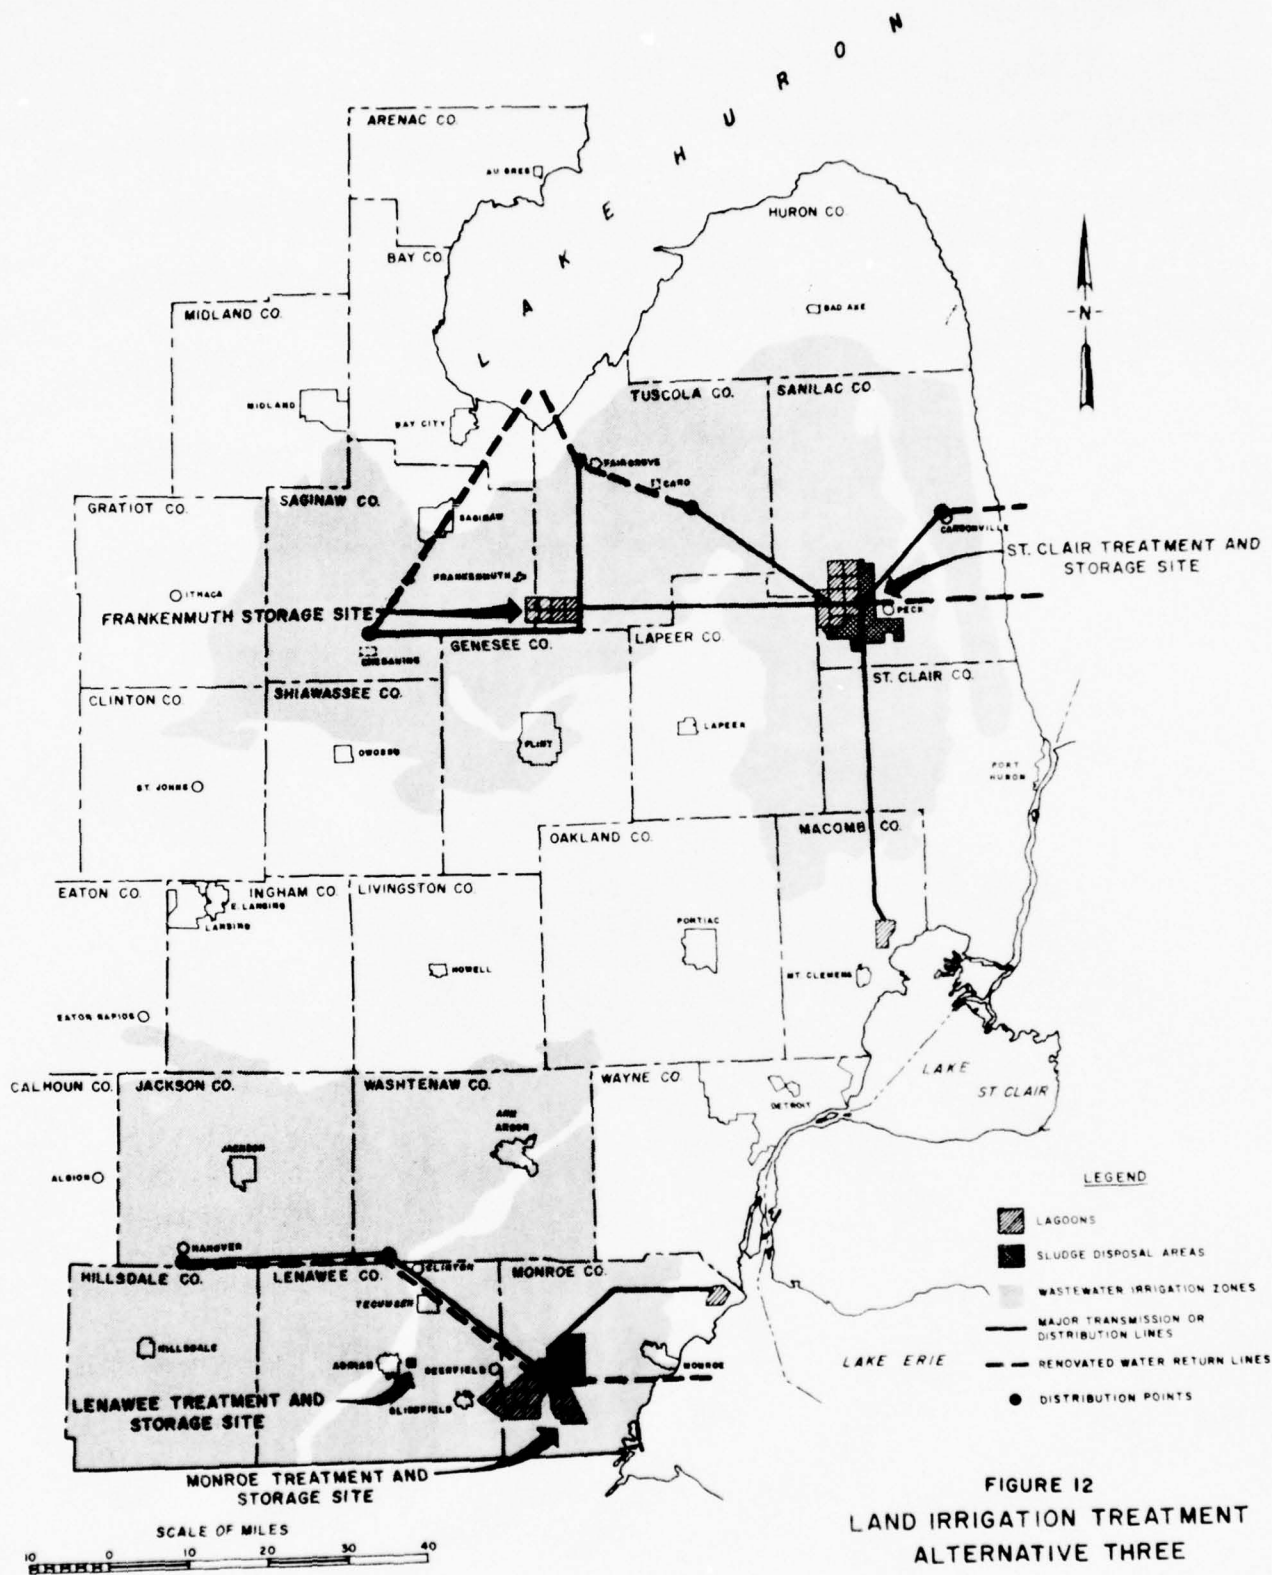 LAKE HURON
ARENAC CO.
AU GRES
HURON CO.
BAY CO.
BAD AXE
MIDLAND CO.
-N-
TUSCOLA CO.
SANILAC CO.
MIDLAND
BAY CITY
FAIRGROVE
CARO
GRATIOT CO.
SAGINAW CO.
SAGINAW
CARSONVILLE
ST. CLAIR TREATMENT AND
STORAGE SITE
FRANKENMUTH
ITHACA
FRANKENMUTH STORAGE SITE
PECK
GENESEE CO.
LAPEER CO.
CHESANING
ST. CLAIR CO.
CLINTON CO.
SHIAWASSEE CO.
LAPEER
OWOSSO
FLINT
PORT
HURON
ST. JOHNS
OAKLAND CO.
MACOMB CO.
EATON CO.
INGHAM CO.
LIVINGSTON CO.
E. LANSING
LANSING
PONTIAC
HOWELL
MT. CLEMENS
EATON RAPIDS
CALHOUN CO.
JACKSON CO.
WASHTENAW CO.
WAYNE CO.
LAKE
ST CLAIR
DETROIT
ANN
ARBOR
JACKSON
ALBION
LEGEND
LAGOONS
SLUDGE DISPOSAL AREAS
WASTEWATER IRRIGATION ZONES
MAJOR TRANSMISSION OR
DISTRIBUTION LINES
RENOVATED WATER RETURN LINES
DISTRIBUTION POINTS
HANOVER
CLINTON
HILLSDALE CO.
LENAWEE CO.
MONROE CO.
TECUMSEH
HILLSDALE
ADRIAN
DEERFIELD
MONROE
LAKE ERIE
LENAWEE TREATMENT AND
STORAGE SITE
BLISSFIELD
MONROE TREATMENT AND
STORAGE SITE
SCALE OF MILES
10 0 10 20 30 40
FIGURE 12
LAND IRRIGATION TREATMENT
ALTERNATIVE THREE